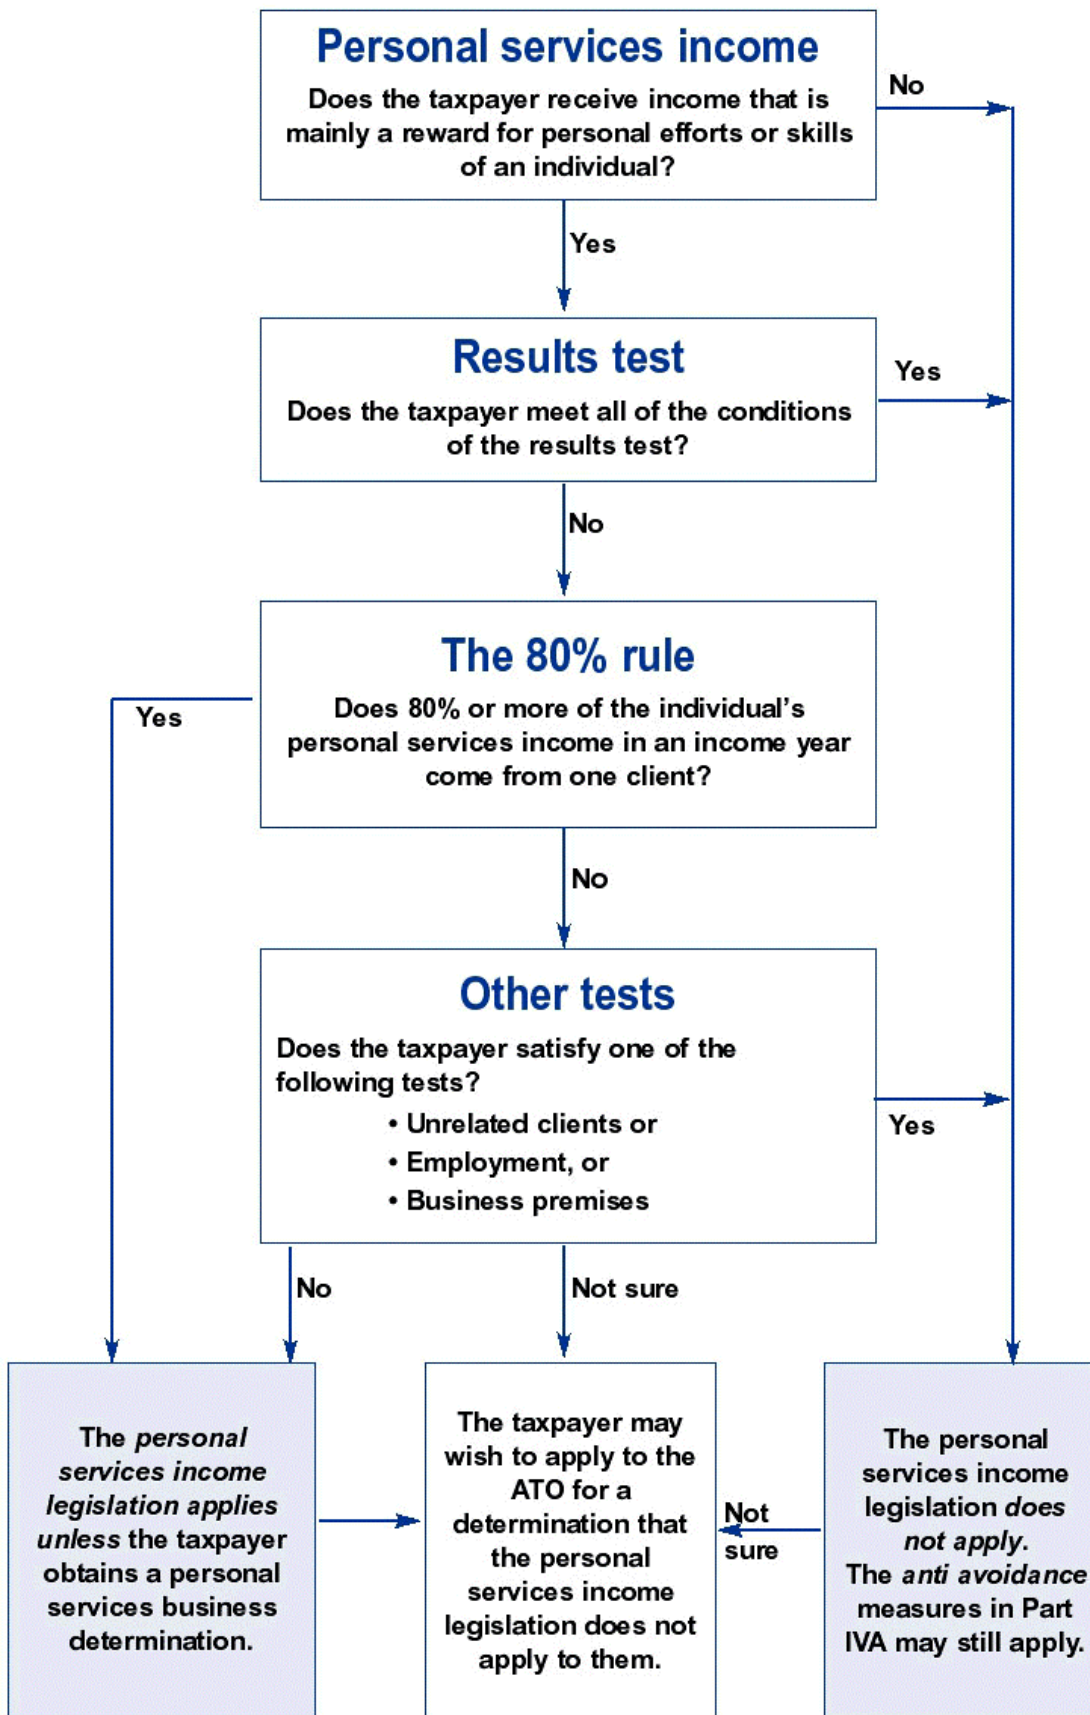 Personal services income
Does the taxpayer receive income that is
mainly a reward for personal efforts or skills
of an individual?
No
Yes
Results test
Does the taxpayer meet all of the conditions
of the results test?
Yes
No
The 80% rule
Does 80% or more of the individual’s
personal services income in an income year
come from one client?
Yes
No
Other tests
Does the taxpayer satisfy one of the
following tests?
• Unrelated clients or
• Employment, or
• Business premises
Yes
No
Not sure
The personal
services income
legislation applies
unless the taxpayer
obtains a personal
services business
determination.
The taxpayer may
wish to apply to the
ATO for a
determination that
the personal
services income
legislation does not
apply to them.
Not
sure
The personal
services income
legislation does
not apply.
The anti avoidance
measures in Part
IVA may still apply.